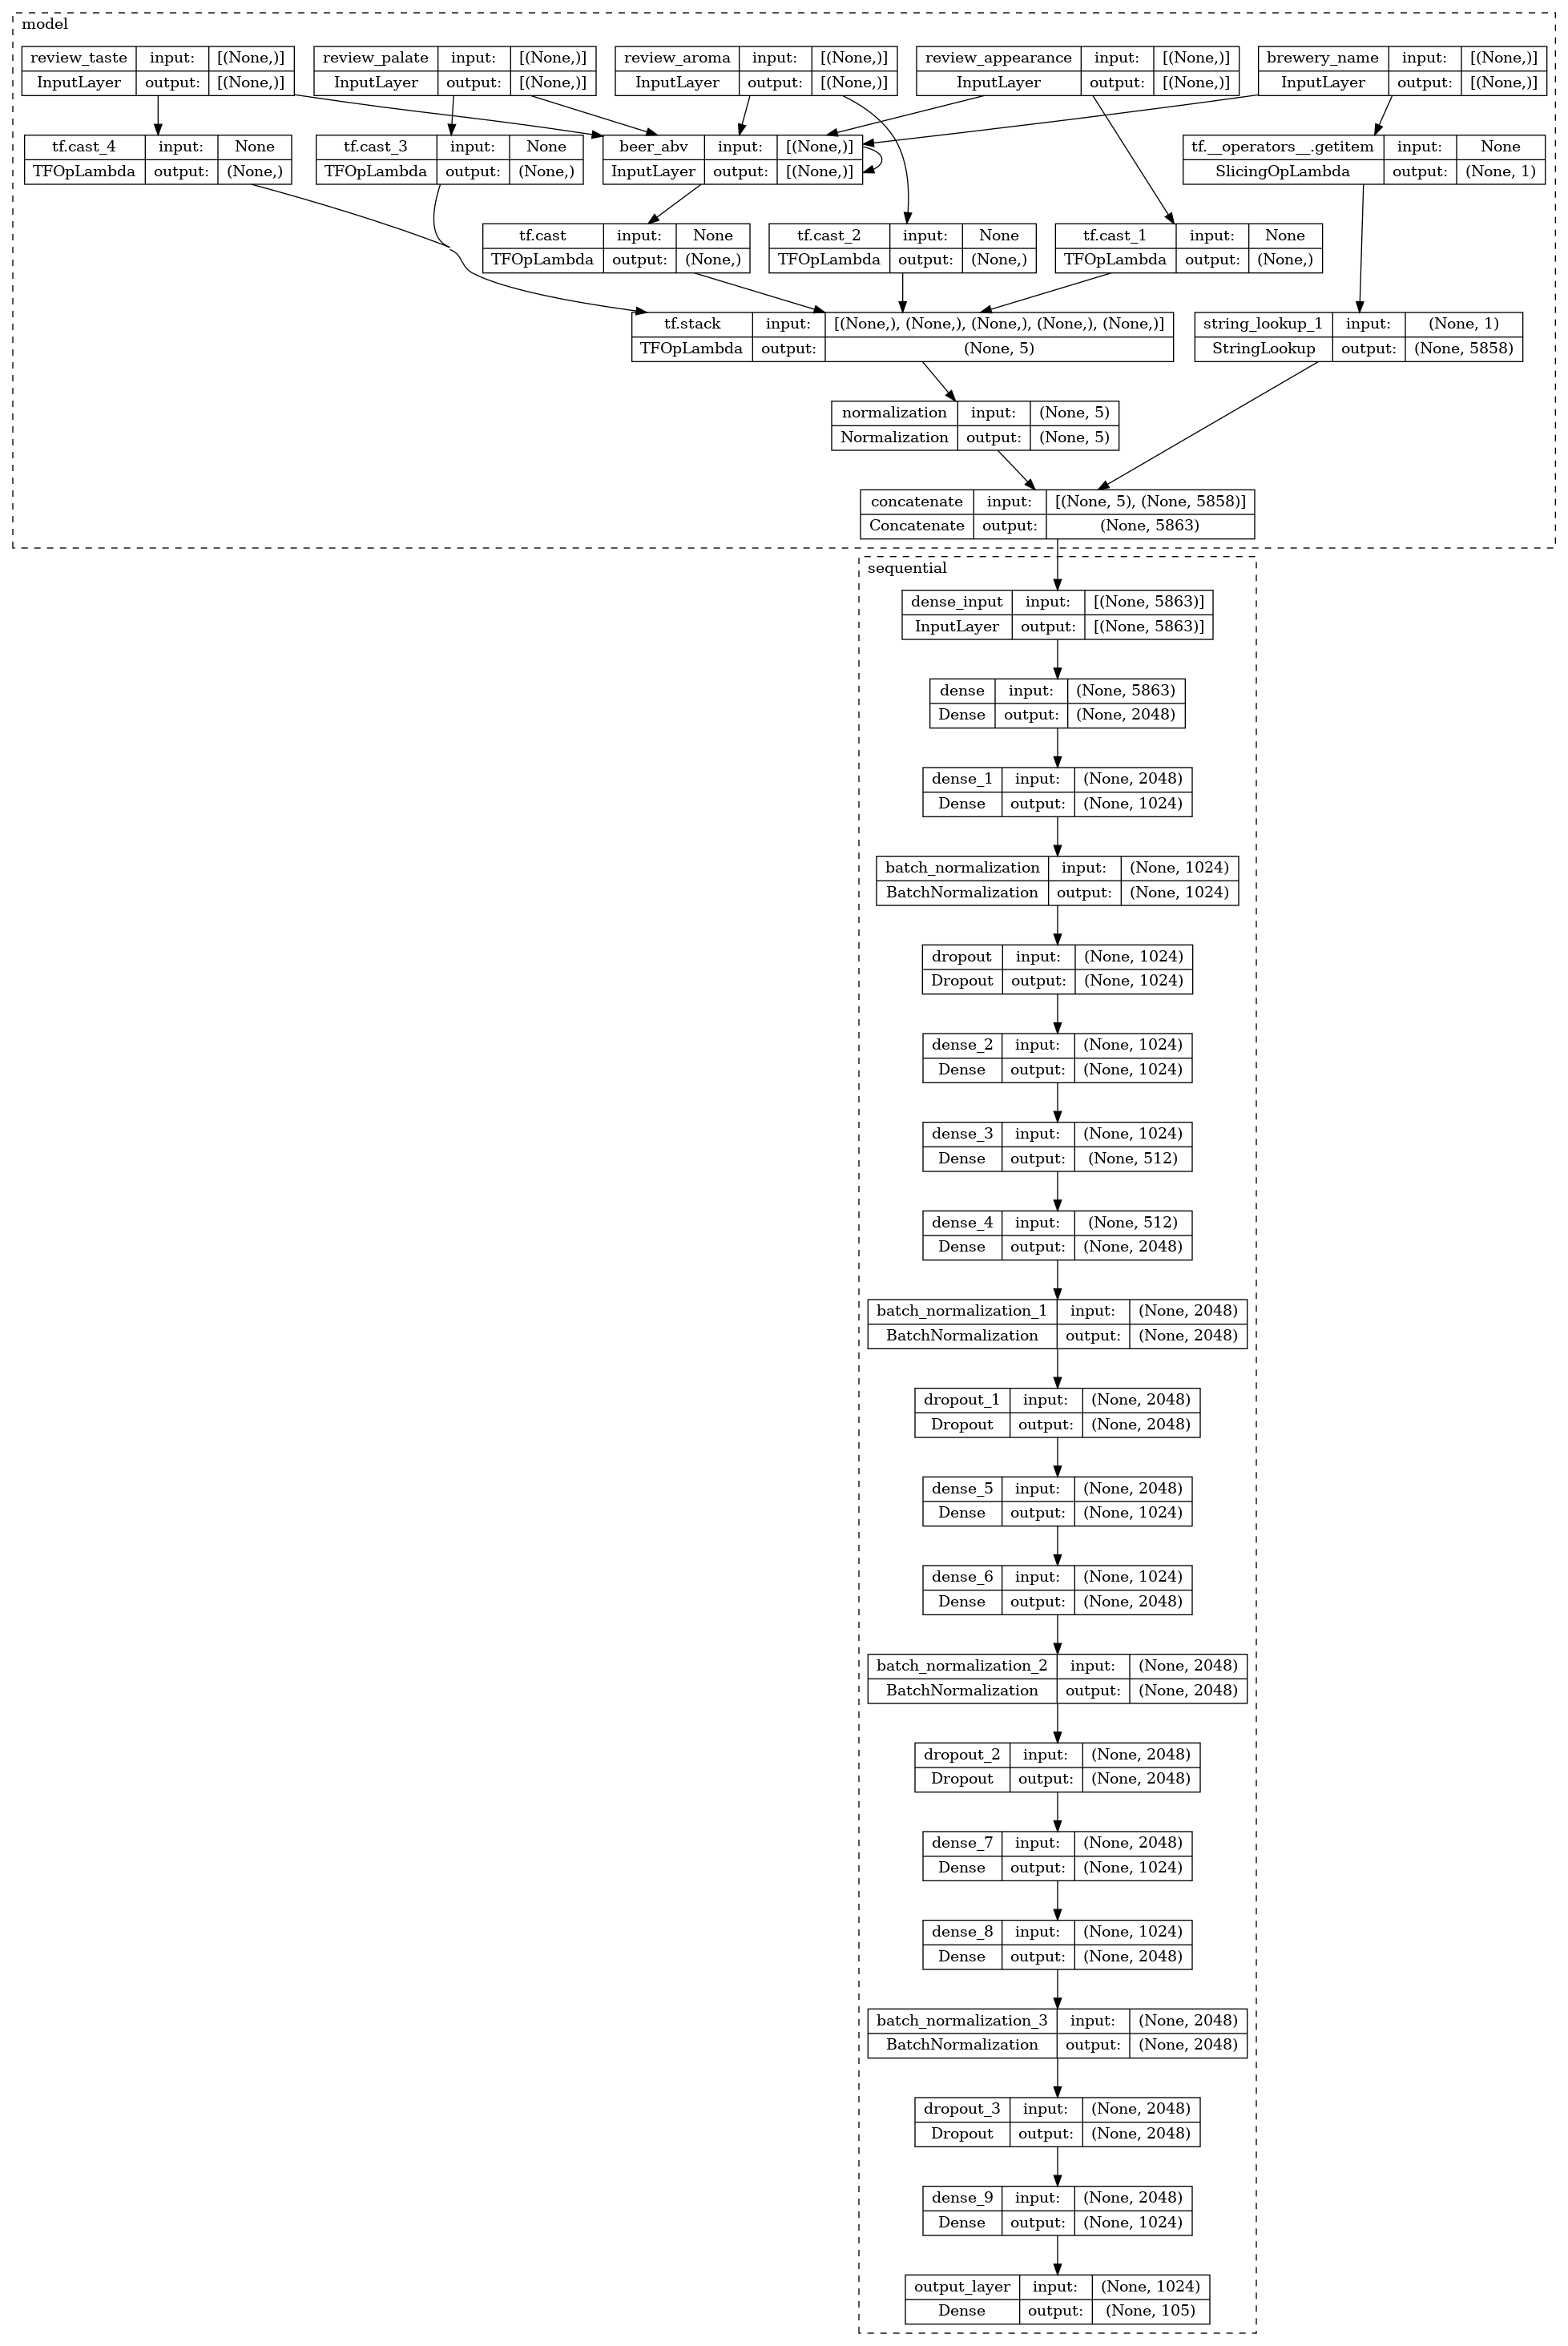 model
review_taste input: [(None,)]
InputLayer output: [(None,)]
review_palate input: [(None,)]
InputLayer output: [(None,)]
review_aroma input: [(None,)]
InputLayer output: [(None,)]
review_appearance input: [(None,)]
InputLayer output: [(None,)]
brewery_name input: [(None,)]
InputLayer output: [(None,)]
tf.cast_4 input: None
TFOpLambda output: (None,)
tf.cast_3 input: None
TFOpLambda output: (None,)
beer_abv input: [(None,)]
InputLayer output: [(None,)]
tf.__operators__.getitem input: None
SlicingOpLambda output: (None, 1)
tf.cast input: None
TFOpLambda output: (None,)
tf.cast_2 input: None
TFOpLambda output: (None,)
tf.cast_1 input: None
TFOpLambda output: (None,)
tf.stack input: [(None,), (None,), (None,), (None,), (None,)]
TFOpLambda output: (None, 5)
string_lookup_1 input: (None, 1)
StringLookup output: (None, 5858)
normalization input: (None, 5)
Normalization output: (None, 5)
concatenate input: [(None, 5), (None, 5858)]
Concatenate output: (None, 5863)
sequential
dense_input input: [(None, 5863)]
InputLayer output: [(None, 5863)]
dense input: (None, 5863)
Dense output: (None, 2048)
dense_1 input: (None, 2048)
Dense output: (None, 1024)
batch_normalization input: (None, 1024)
BatchNormalization output: (None, 1024)
dropout input: (None, 1024)
Dropout output: (None, 1024)
dense_2 input: (None, 1024)
Dense output: (None, 1024)
dense_3 input: (None, 1024)
Dense output: (None, 512)
dense_4 input: (None, 512)
Dense output: (None, 2048)
batch_normalization_1 input: (None, 2048)
BatchNormalization output: (None, 2048)
dropout_1 input: (None, 2048)
Dropout output: (None, 2048)
dense_5 input: (None, 2048)
Dense output: (None, 1024)
dense_6 input: (None, 1024)
Dense output: (None, 2048)
batch_normalization_2 input: (None, 2048)
BatchNormalization output: (None, 2048)
dropout_2 input: (None, 2048)
Dropout output: (None, 2048)
dense_7 input: (None, 2048)
Dense output: (None, 1024)
dense_8 input: (None, 1024)
Dense output: (None, 2048)
batch_normalization_3 input: (None, 2048)
BatchNormalization output: (None, 2048)
dropout_3 input: (None, 2048)
Dropout output: (None, 2048)
dense_9 input: (None, 2048)
Dense output: (None, 1024)
output_layer input: (None, 1024)
Dense output: (None, 105)